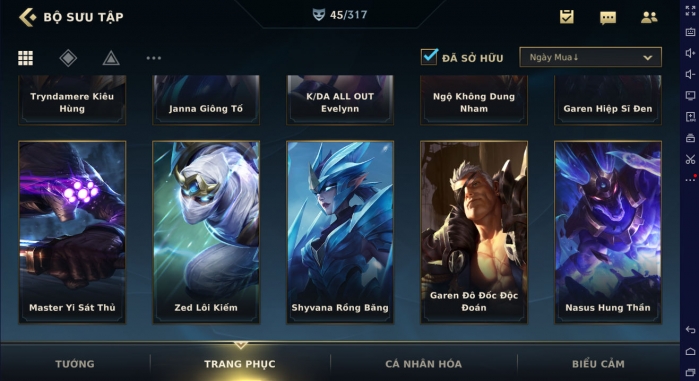 BỘ SƯU TẬP
45/317
ĐÃ SỞ HỮU
Ngày Mua↓
Tryndamere Kiêu
Hùng
Janna Giông Tố
K/DA ALL OUT
Evelynn
Ngộ Không Dung
Nham
Garen Hiệp Sĩ Đen
Master Yi Sát Thủ
Zed Lôi Kiếm
Shyvana Rồng Băng
Garen Đô Đốc Độc
Đoán
Nasus Hung Thần
TƯỚNG
TRANG PHỤC
CÁ NHÂN HÓA
BIỂU CẢM